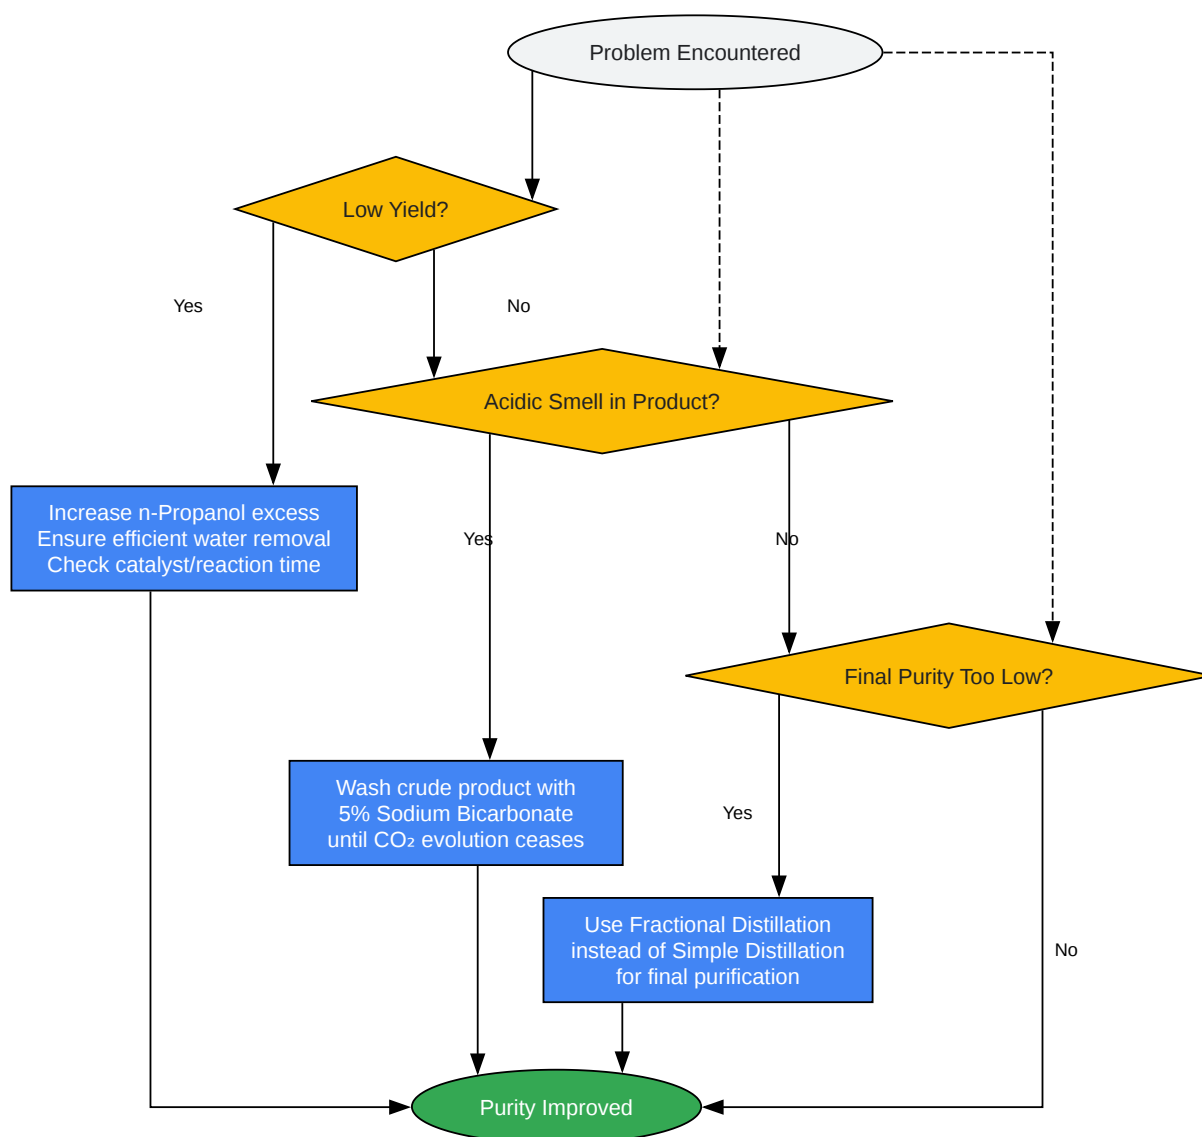 Problem Encountered
Low Yield?
Yes
No
Acidic Smell in Product?
Increase n-Propanol excess
Ensure efficient water removal
Check catalyst/reaction time
Yes
No
Final Purity Too Low?
Wash crude product with
5% Sodium Bicarbonate
until CO₂ evolution ceases
Yes
Use Fractional Distillation
instead of Simple Distillation
for final purification
No
Purity Improved